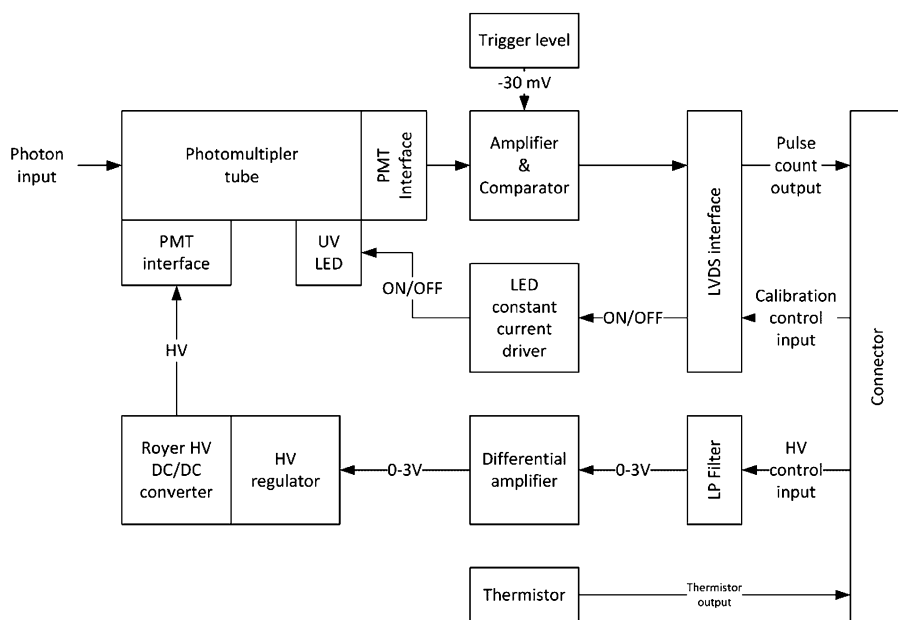 Trigger level
-30 mV
Photon
input
Photomultipler
tube
PMT
Interface
Amplifier
&
Comparator
LVDS interface
Pulse
count
output
Connector
PMT
interface
UV
LED
ON/OFF
LED
constant
current
driver
ON/OFF
Calibration
control
input
HV
Royer HV
DC/DC
converter
HV
regulator
0-3V
Differential
amplifier
0-3V
LP Filter
HV
control
input
Thermistor
Thermistor
output